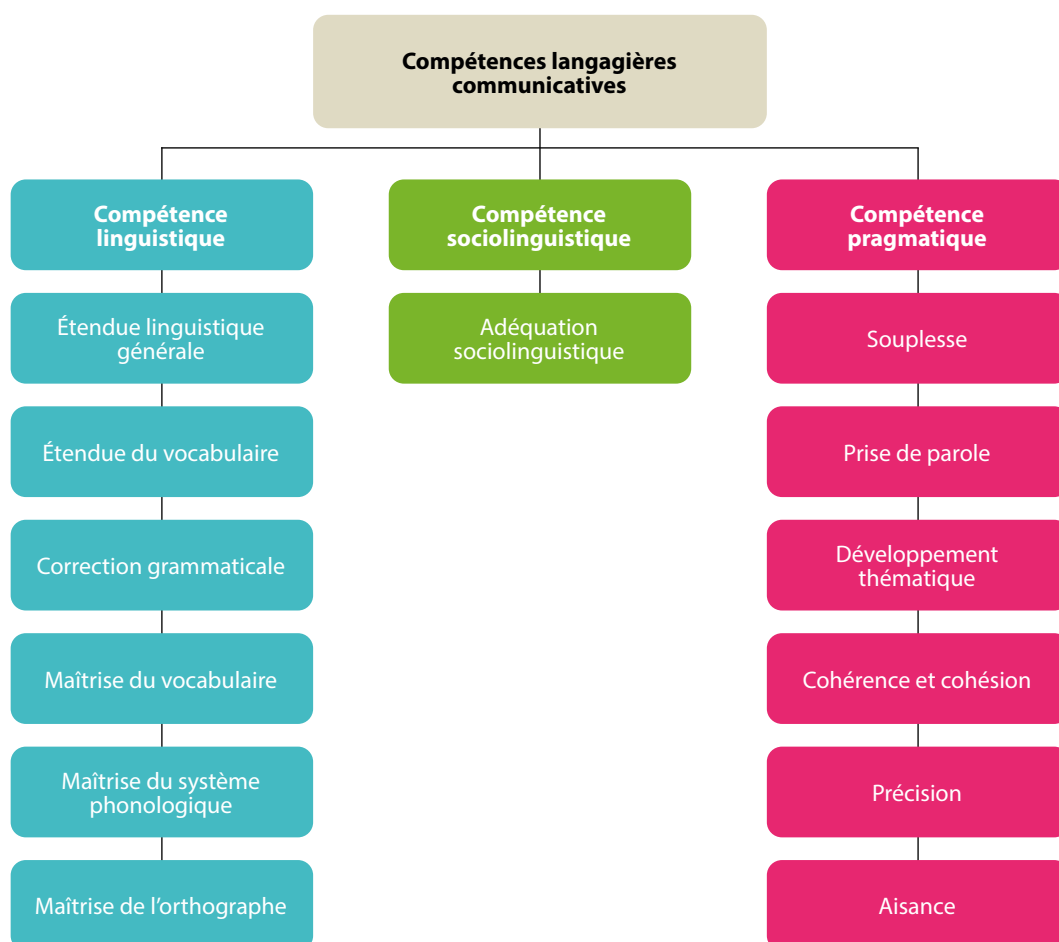 Compétences langagières
communicatives
Compétence
linguistique
Étendue linguistique
générale
Étendue du vocabulaire
Correction grammaticale
Maîtrise du vocabulaire
Maîtrise du système
phonologique
Maîtrise de l'orthographe
Compétence
sociolinguistique
Adéquation
sociolinguistique
Compétence
pragmatique
Souplesse
Prise de parole
Développement
thématique
Cohérence et cohésion
Précision
Aisance